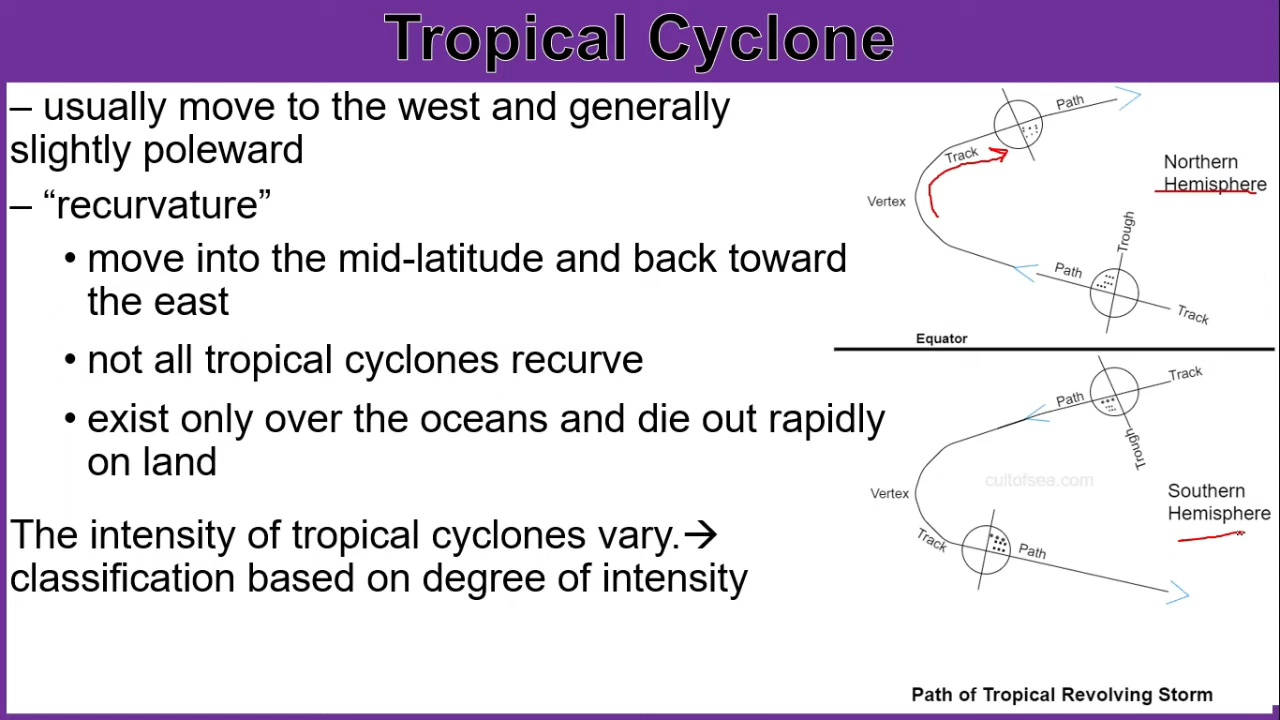 Tropical Cyclone
– usually move to the west and generally
slightly poleward
– “recurvature”
• move into the mid-latitude and back toward
the east
• not all tropical cyclones recurve
• exist only over the oceans and die out rapidly
on land
The intensity of tropical cyclones vary.→
classification based on degree of intensity
Path
Track
Northern
Hemisphere
Vertex
Trough
Path
Track
Equator
Track
Path
Trough
cultofsea.com
Vertex
Southern
Hemisphere
Track
Path
Path of Tropical Revolving Storm